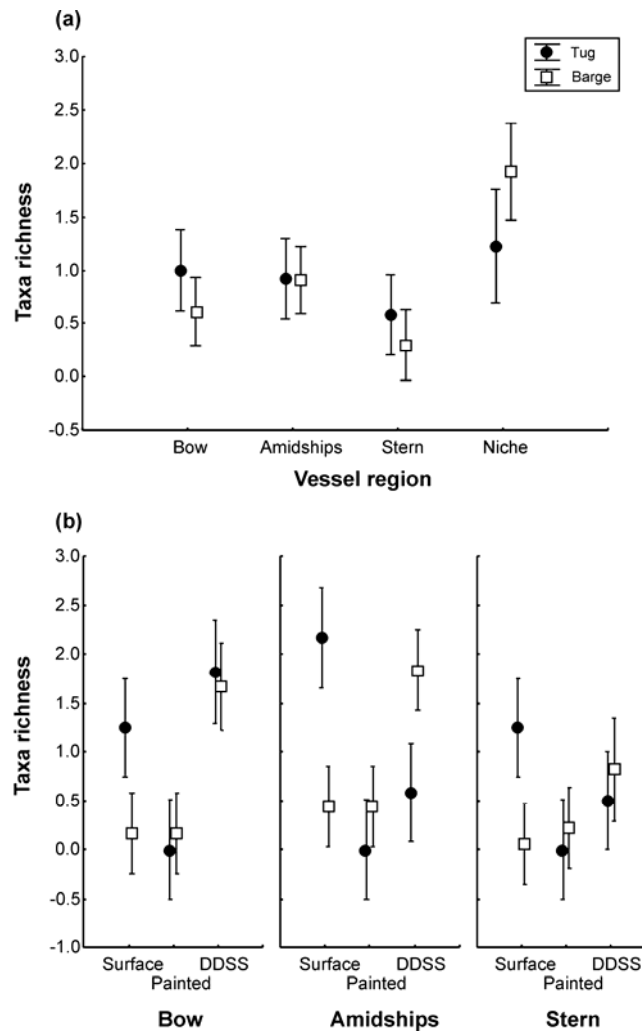 (a)
3.0
2.5
2.0
1.5
1.0
0.5
0.0
-0.5
Taxa richness
Tug
Barge
Bow Amidships Stern Niche
Vessel region
(b)
3.0
2.5
2.0
1.5
1.0
0.5
0.0
-0.5
-1.0
Taxa richness
Surface DDSS Surface DDSS Surface DDSS
Painted Painted Painted
Bow Amidships Stern